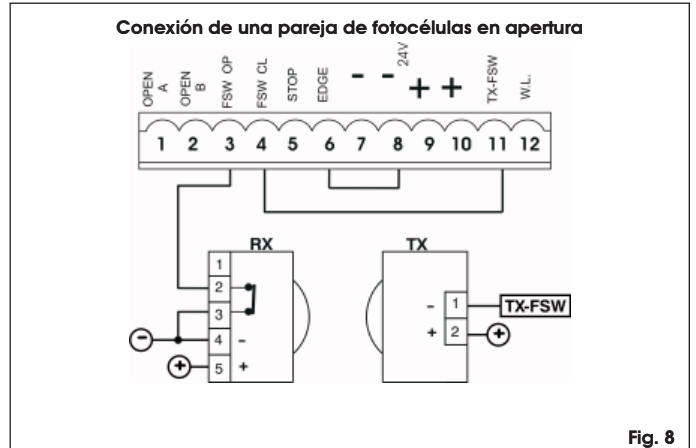 Conexión de una pareja de fotocélulas en apertura
OPEN A
OPEN B
FSW OP
FSW CL
STOP
EDGE
-
-
24V
+
+
TX-FSW
W.L.
1 2 3 4 5 6 7 8 9 10 11 12
RX
1
2
3
4 -
5 +
-
+
TX
- 1
+ 2
TX-FSW
+
Fig. 8